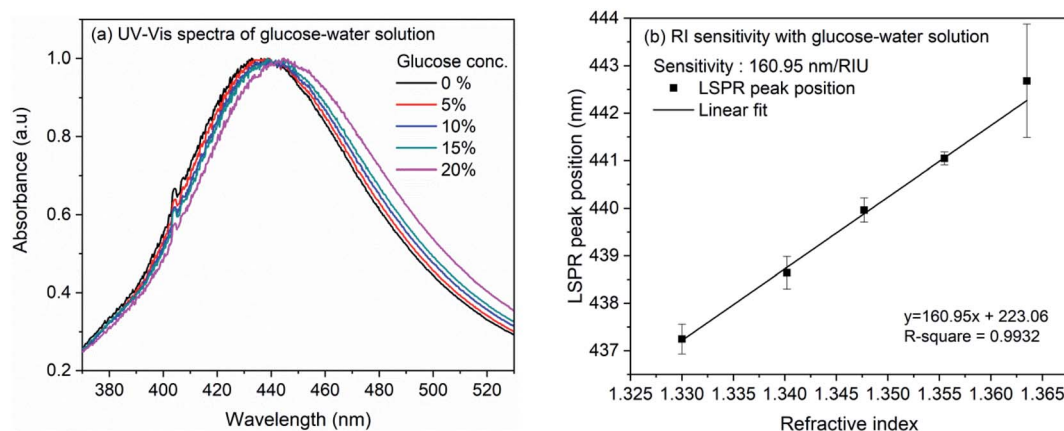 (a) UV-Vis spectra of glucose-water solution
Glucose conc.
0 %
5%
10%
15%
20%
1.0
0.8
0.6
0.4
0.2
Absorbance (a.u)
380 400 420 440 460 480 500 520
Wavelength (nm)
(b) RI sensitivity with glucose-water solution
Sensitivity : 160.95 nm/RIU
LSPR peak position
Linear fit
444
443
442
441
440
439
438
437
LSPR peak position (nm)
y=160.95x + 223.06
R-square = 0.9932
1.325 1.330 1.335 1.340 1.345 1.350 1.355 1.360 1.365
Refractive index